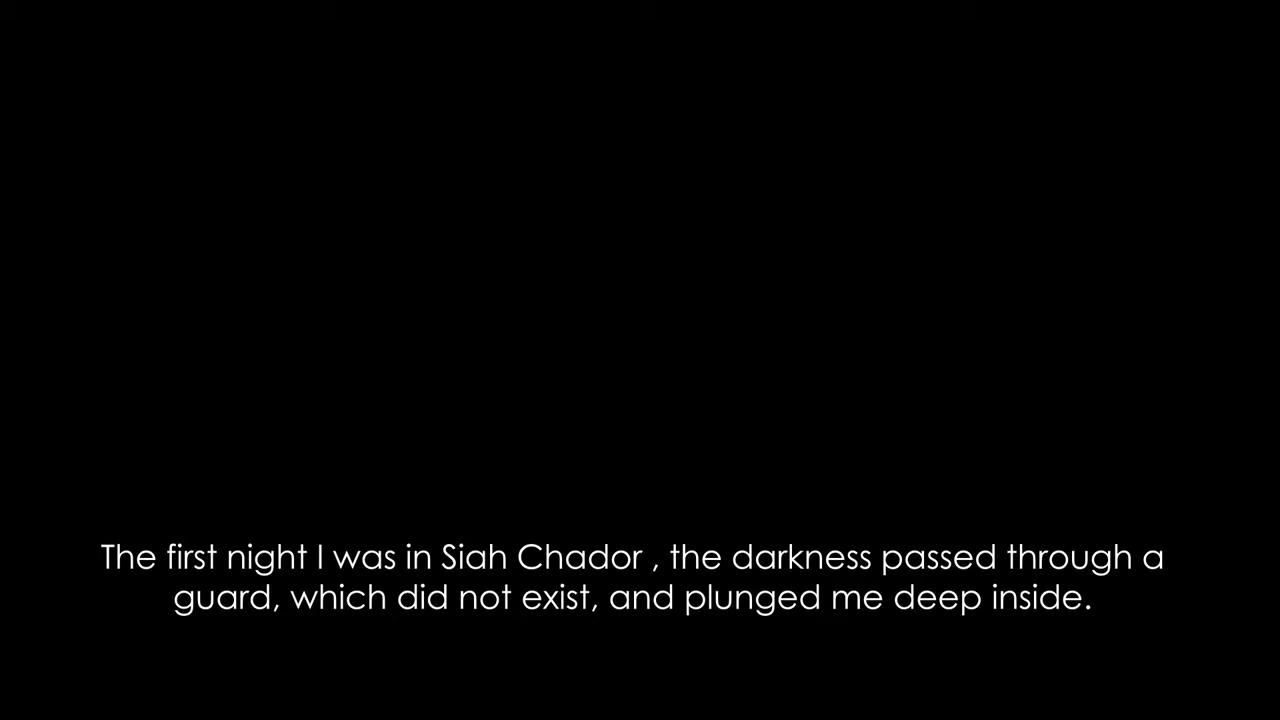 The first night I was in Siah Chador , the darkness passed through a
guard, which did not exist, and plunged me deep inside.